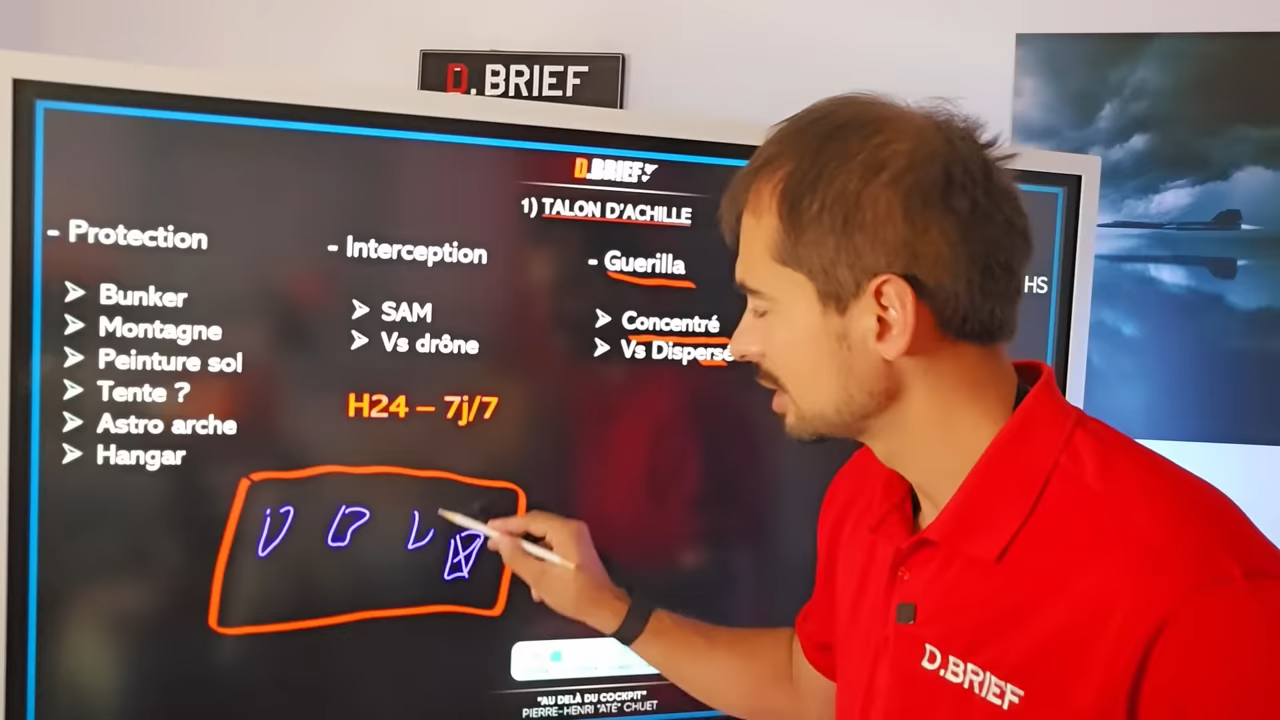 D.BRIEF
D.BRIEF
1) TALON D'ACHILLE
- Protection
➤ Bunker
➤ Montagne
➤ Peinture sol
➤ Tente ?
➤ Astro arche
➤ Hangar
- Interception
➤ SAM
➤ Vs drône
H24 – 7j/7
- Guerilla
➤ Concentré
➤ Vs Dispersé
HS
"AU DELÀ DU COCKPIT"
PIERRE-HENRI "ATÉ" CHUET
D.BRIEF